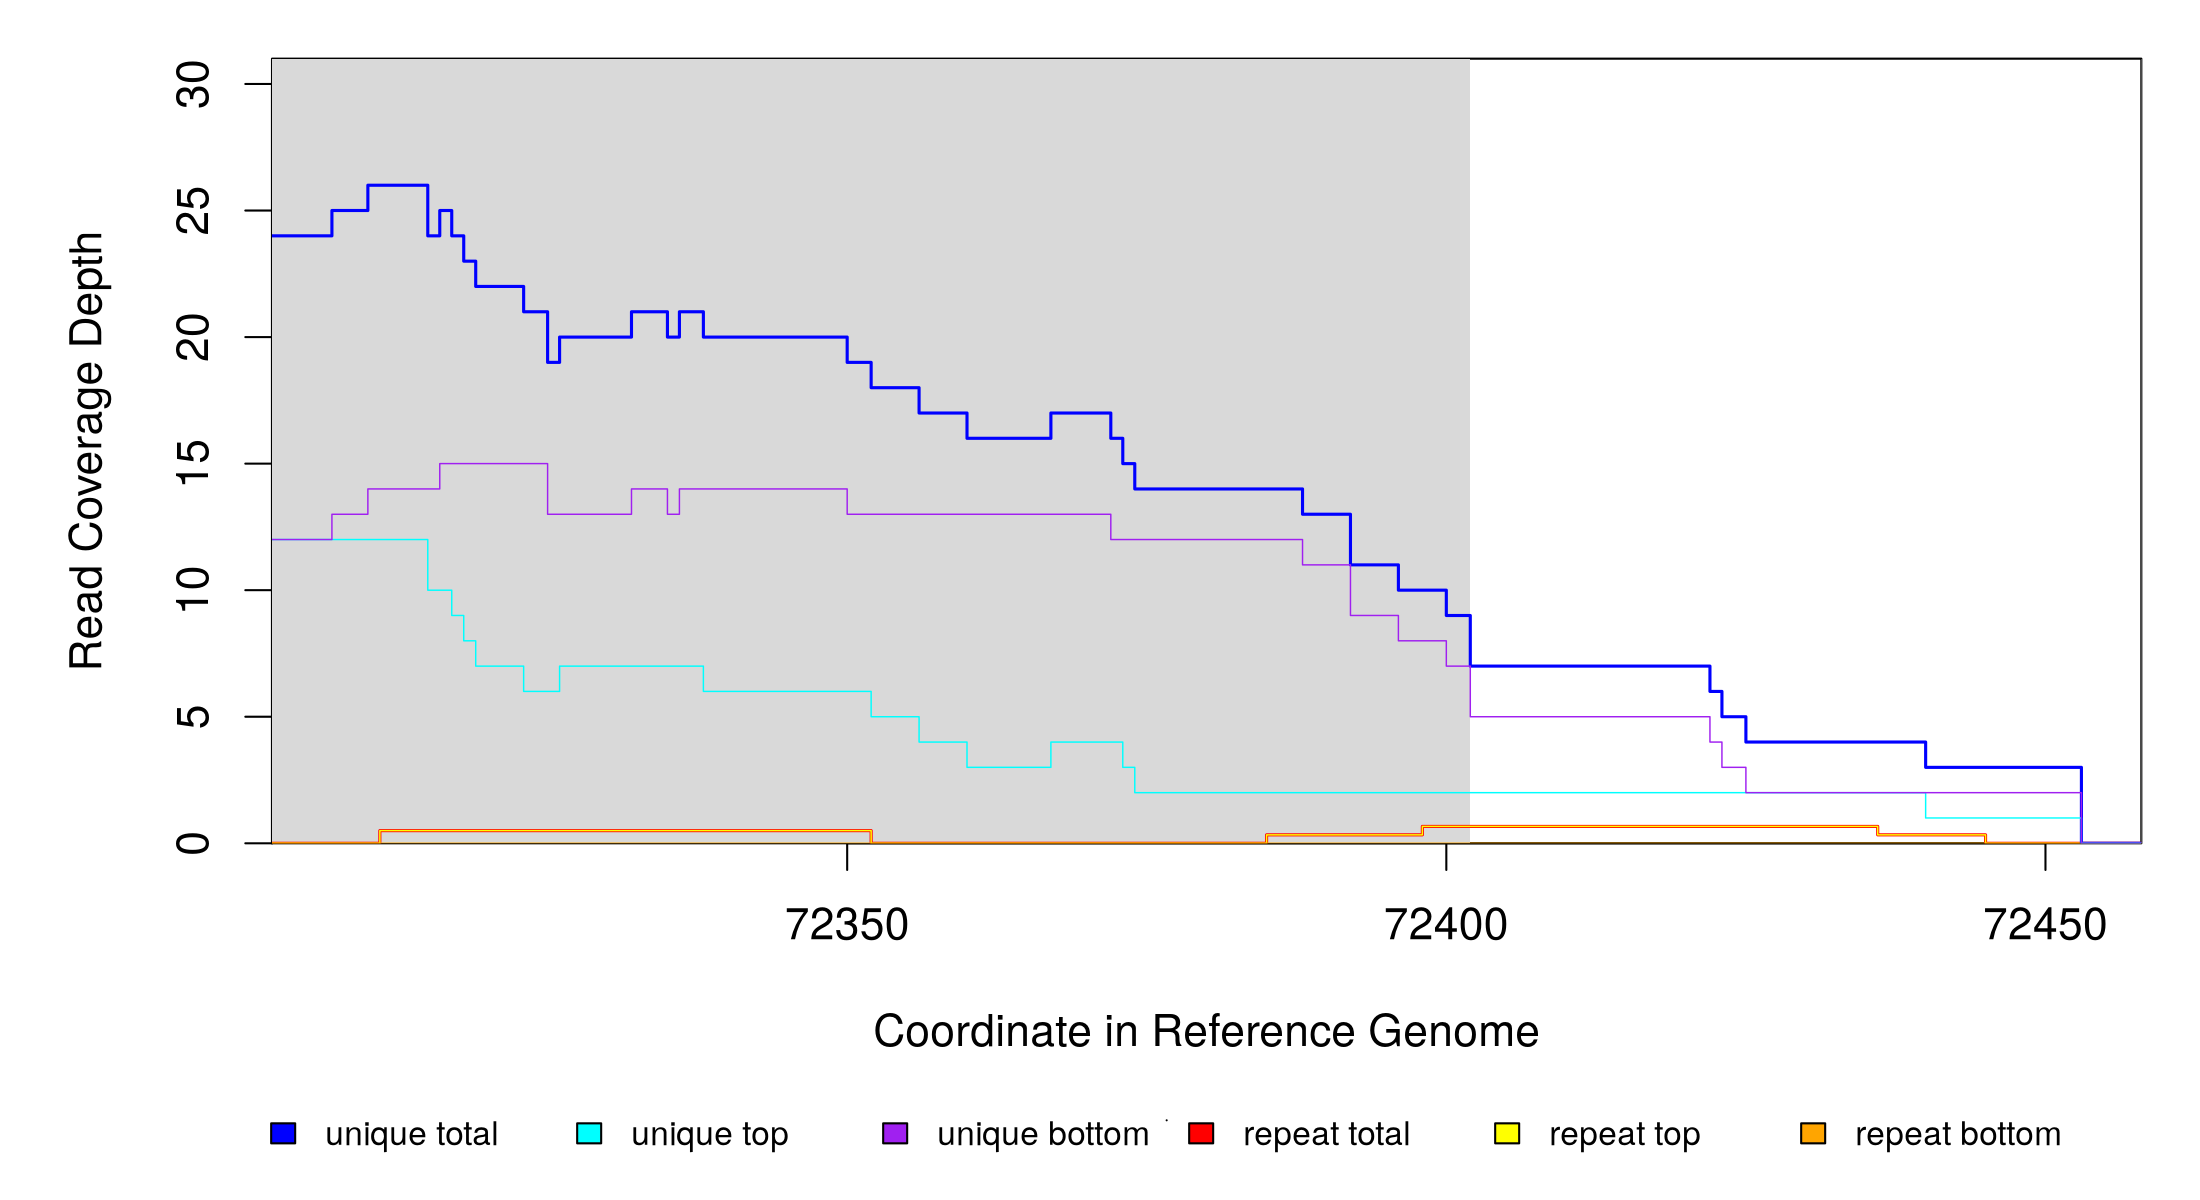 30
25
20
15
10
5
0
Read Coverage Depth
72350 72400 72450
Coordinate in Reference Genome
unique total unique top unique bottom repeat total repeat top repeat bottom